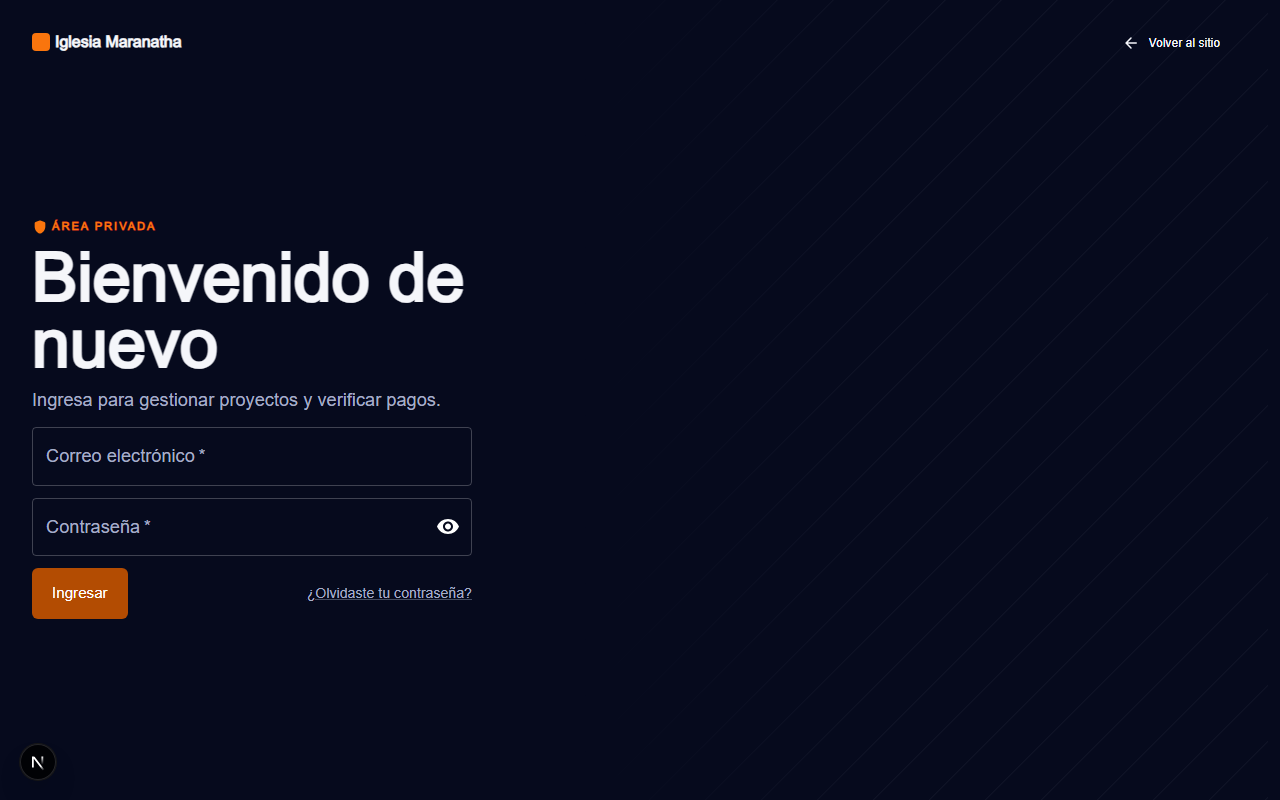 Iglesia Maranatha
Volver al sitio
ÁREA PRIVADA
Bienvenido de
nuevo
Ingresa para gestionar proyectos y verificar pagos.
Correo electrónico *
Contraseña *
Ingresar
¿Olvidaste tu contraseña?
N